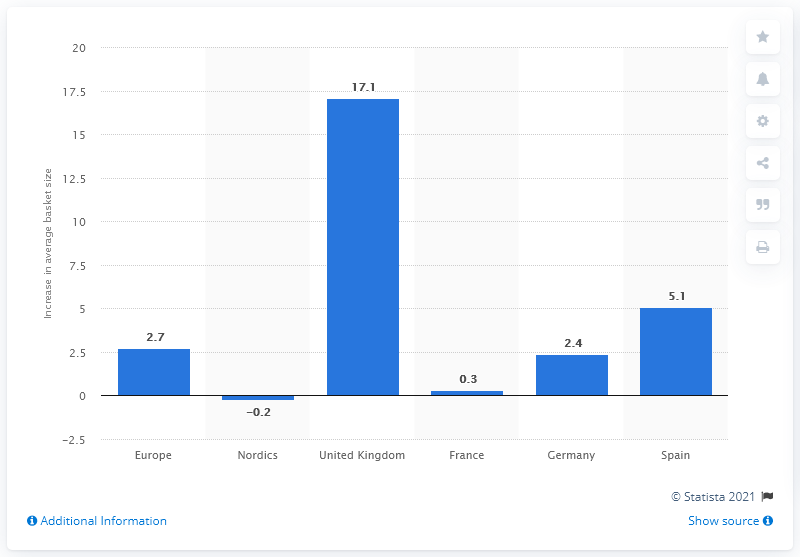 20
17.5
15
12.5
10
7.5
5
2.5
0
−2.5
Increase in average basket size
2.7
−0.2
17.1
0.3
2.4
5.1
Europe
Nordics
United Kingdom
France
Germany
Spain
© Statista 2021
Additional Information
Show source